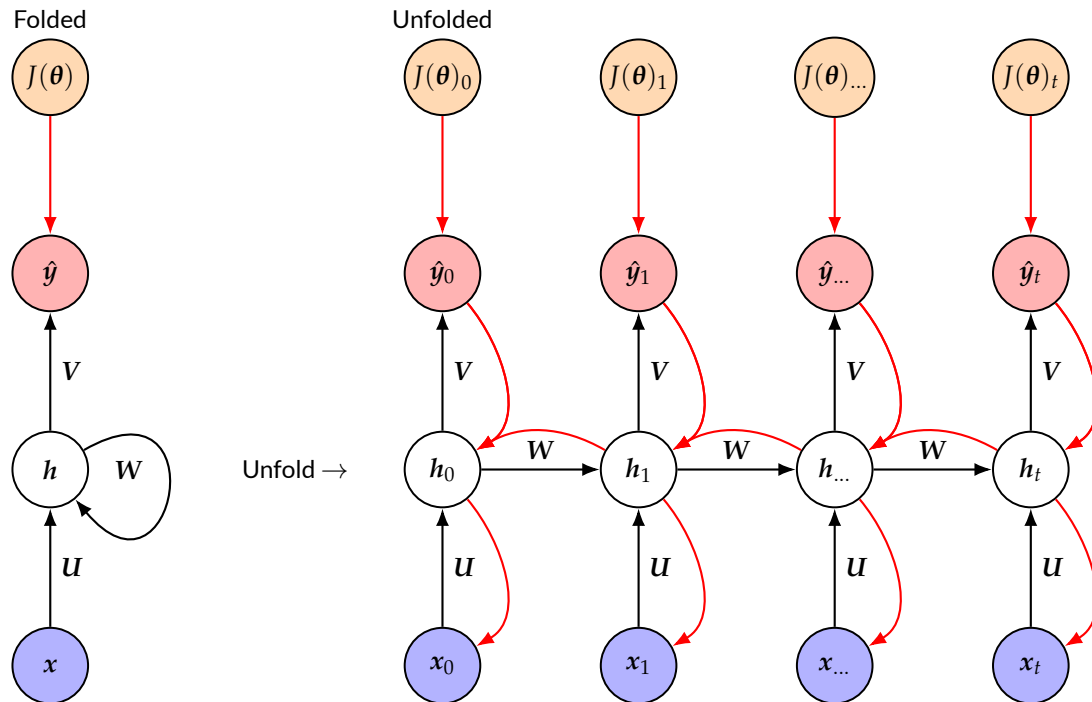 Folded Unfolded
J(θ) J(θ)₀ J(θ)₁ J(θ)... J(θ)ₜ
ŷ ŷ₀ ŷ₁ ŷ... ŷₜ
V V V V V
W W W W
h Unfold → h₀ h₁ h... hₜ
U U U U U
x x₀ x₁ x... xₜ